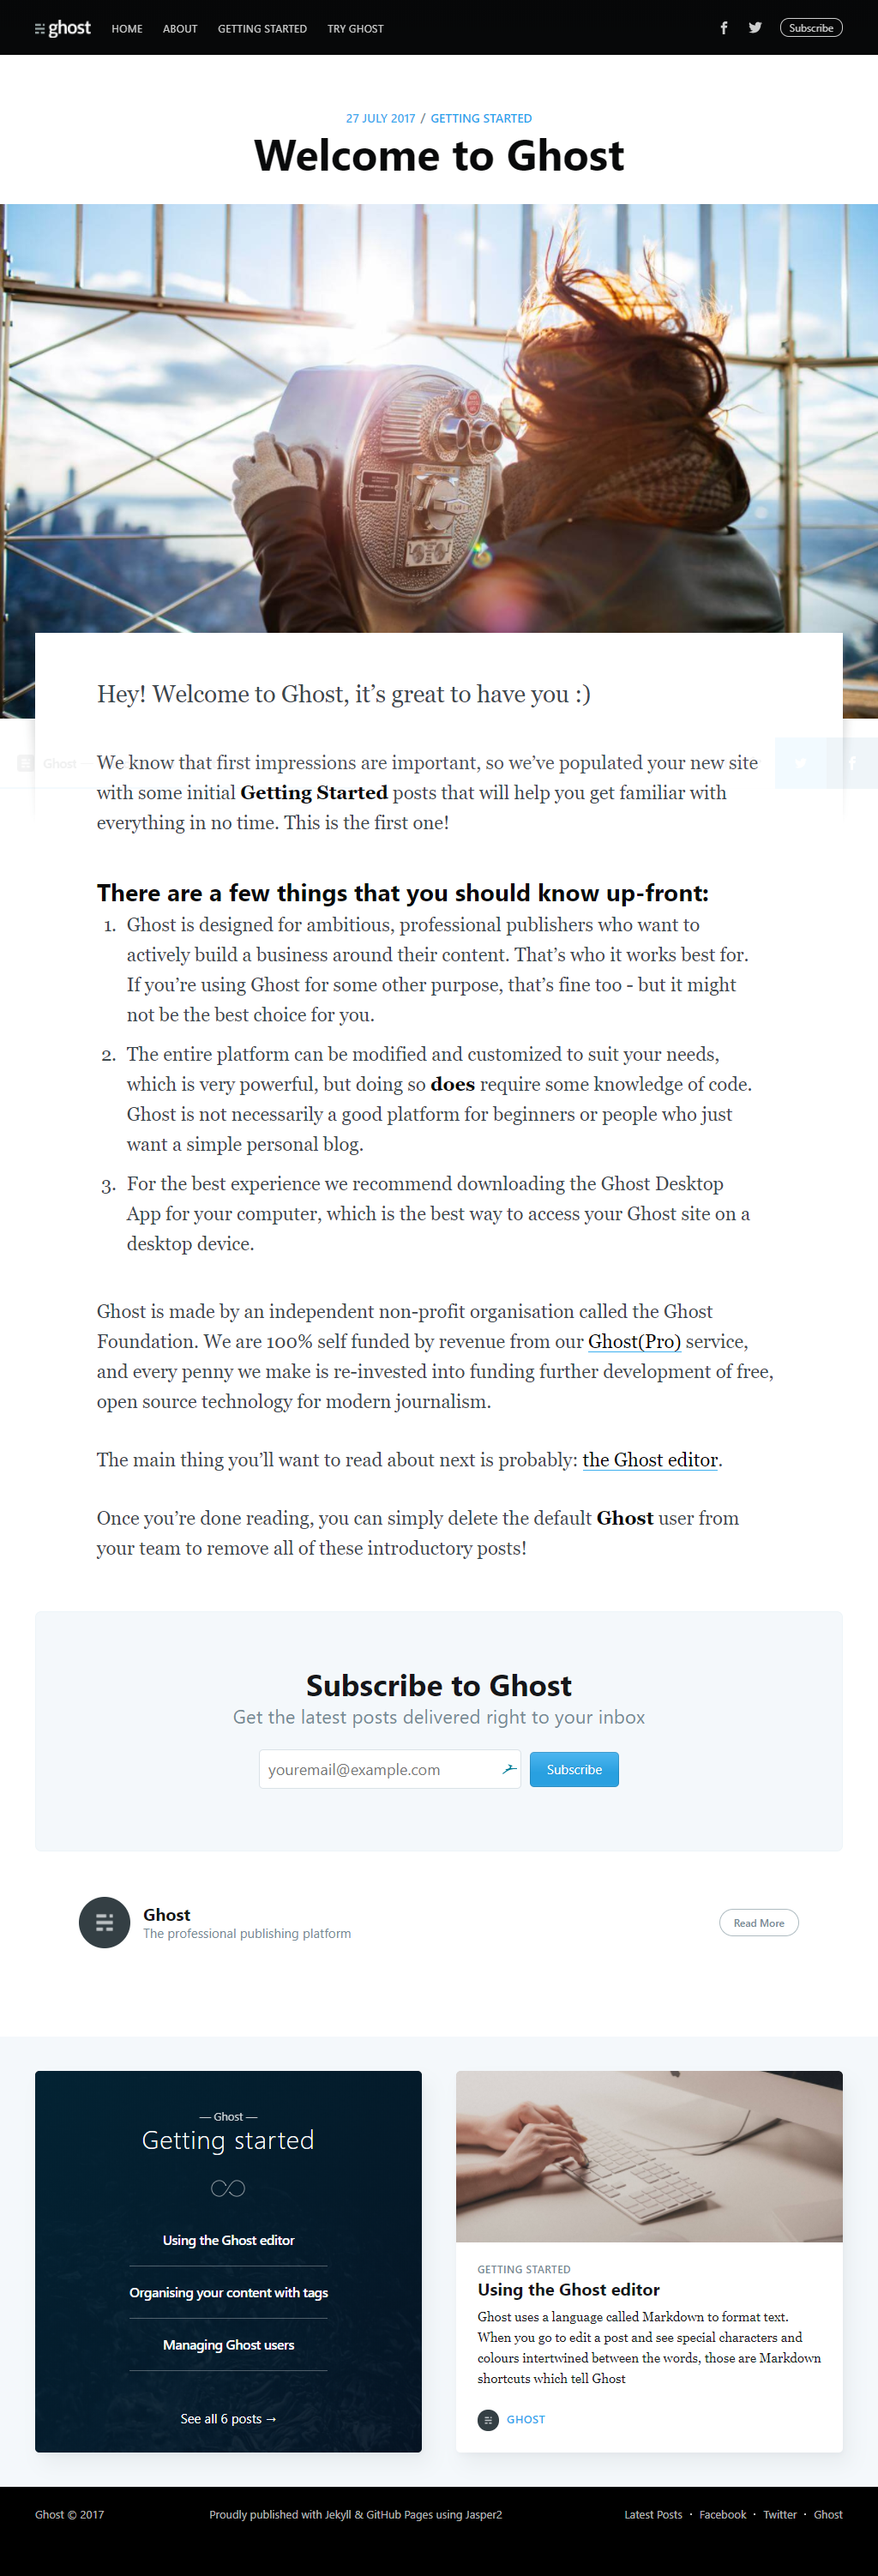 ghost HOME ABOUT GETTING STARTED TRY GHOST Subscribe
27 JULY 2017 / GETTING STARTED
Welcome to Ghost
Hey! Welcome to Ghost, it’s great to have you :)
Ghost —
We know that first impressions are important, so we’ve populated your new site
with some initial Getting Started posts that will help you get familiar with
everything in no time. This is the first one!
There are a few things that you should know up-front:
1. Ghost is designed for ambitious, professional publishers who want to
actively build a business around their content. That’s who it works best for.
If you’re using Ghost for some other purpose, that’s fine too - but it might
not be the best choice for you.
2. The entire platform can be modified and customized to suit your needs,
which is very powerful, but doing so does require some knowledge of code.
Ghost is not necessarily a good platform for beginners or people who just
want a simple personal blog.
3. For the best experience we recommend downloading the Ghost Desktop
App for your computer, which is the best way to access your Ghost site on a
desktop device.
Ghost is made by an independent non-profit organisation called the Ghost
Foundation. We are 100% self funded by revenue from our Ghost(Pro) service,
and every penny we make is re-invested into funding further development of free,
open source technology for modern journalism.
The main thing you’ll want to read about next is probably: the Ghost editor.
Once you’re done reading, you can simply delete the default Ghost user from
your team to remove all of these introductory posts!
Subscribe to Ghost
Get the latest posts delivered right to your inbox
youremail@example.com Subscribe
Ghost
The professional publishing platform
Read More
— Ghost —
Getting started
Using the Ghost editor
Organising your content with tags
Managing Ghost users
See all 6 posts →
GETTING STARTED
Using the Ghost editor
Ghost uses a language called Markdown to format text.
When you go to edit a post and see special characters and
colours intertwined between the words, those are Markdown
shortcuts which tell Ghost
GHOST
Ghost © 2017 Proudly published with Jekyll & GitHub Pages using Jasper2 Latest Posts · Facebook · Twitter · Ghost